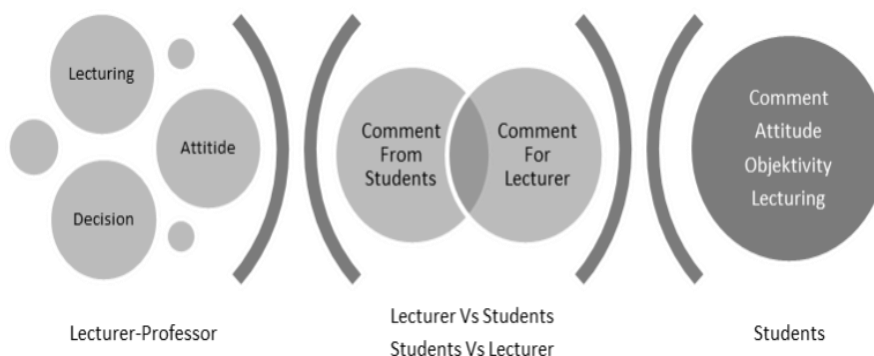 Lecturing
Attitide
Decision
Lecturer-Professor
Comment
From
Students
Comment
For
Lecturer
Lecturer Vs Students
Students Vs Lecturer
Comment
Attitude
Objektivity
Lecturing
Students